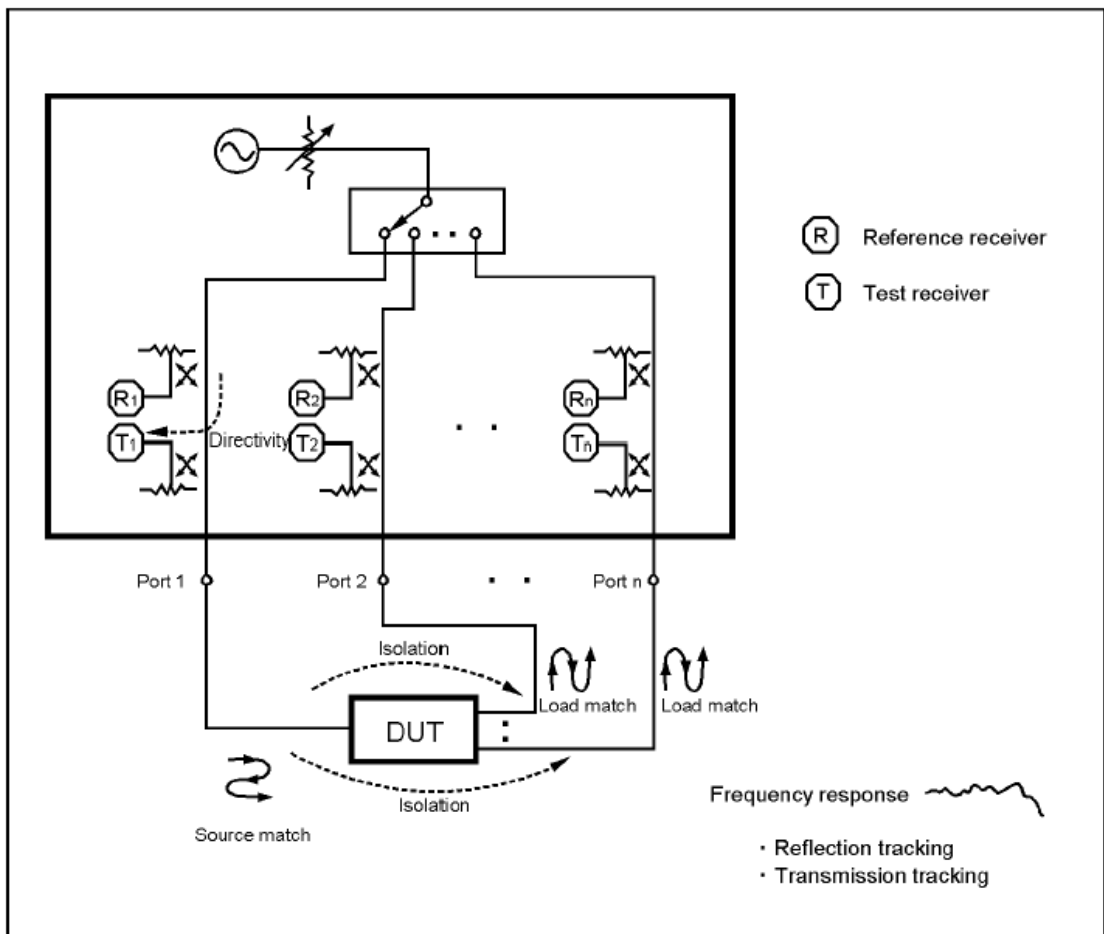 R Reference receiver
T Test receiver
R1 R2 Rn
T1 Directivity T2 Tn
Port 1 Port 2 · · Port n
Isolation
Load match Load match
DUT
Isolation
Source match
Frequency response
· Reflection tracking
· Transmission tracking